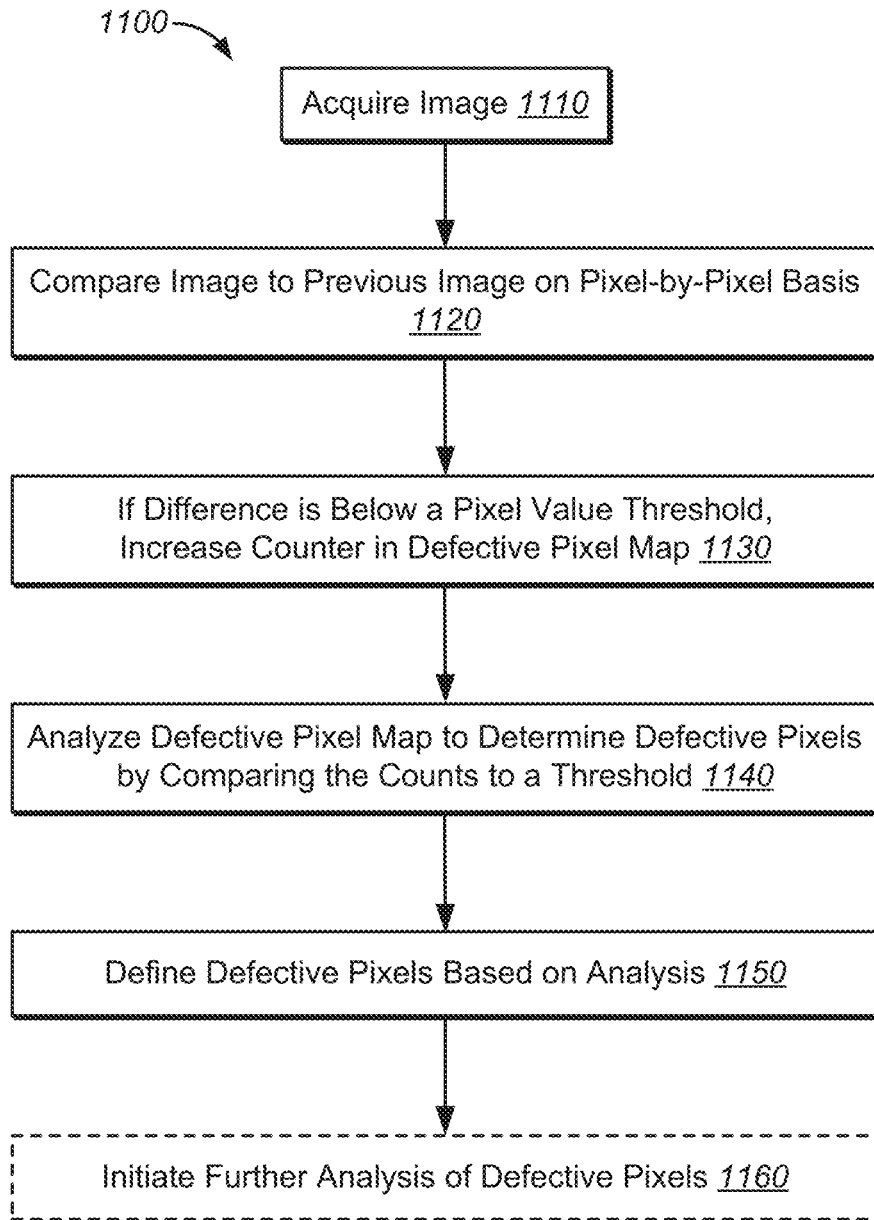 1100
Acquire Image 1110
Compare Image to Previous Image on Pixel-by-Pixel Basis
1120
If Difference is Below a Pixel Value Threshold,
Increase Counter in Defective Pixel Map 1130
Analyze Defective Pixel Map to Determine Defective Pixels
by Comparing the Counts to a Threshold 1140
Define Defective Pixels Based on Analysis 1150
Initiate Further Analysis of Defective Pixels 1160